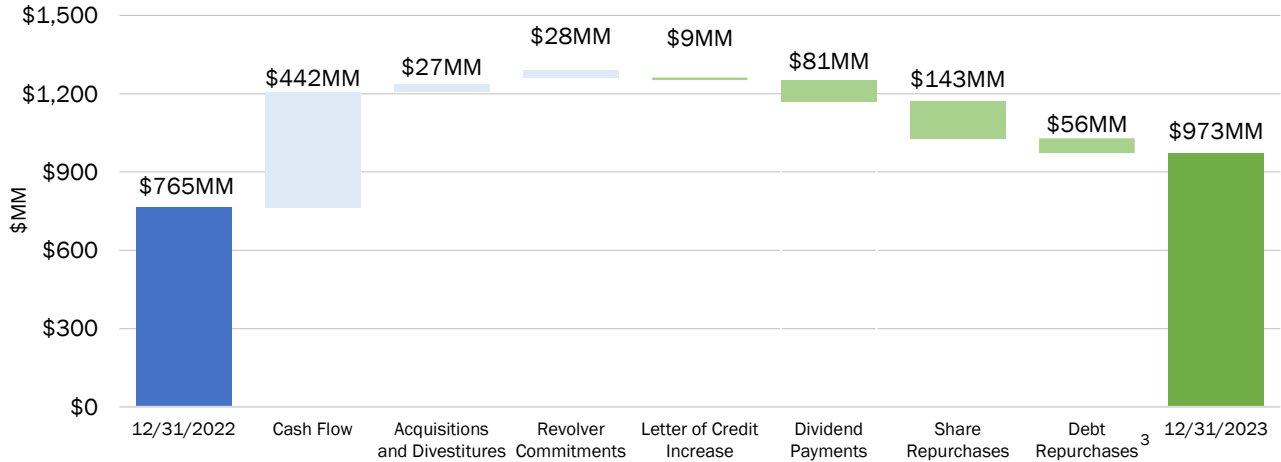 $1,500
$1,200
$900
$600
$300
$0
$MM
$765MM
$442MM
$27MM
$28MM
$9MM
$81MM
$143MM
$56MM
$973MM
12/31/2022
Cash Flow
Acquisitions
and Divestitures
Revolver
Commitments
Letter of Credit
Increase
Dividend
Payments
Share
Repurchases
Debt
Repurchases3
12/31/2023